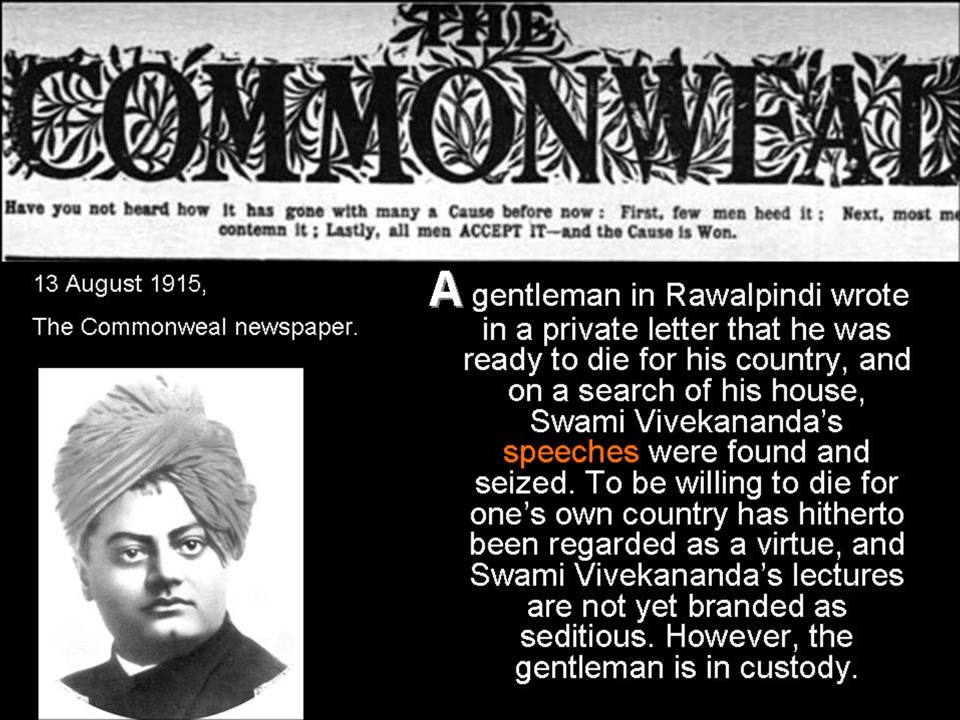 THE
COMMONWEAL
Have you not heard how it has gone with many a Cause before now: First, few men heed it; Next, most me
contemn it; Lastly, all men ACCEPT IT—and the Cause is Won.
13 August 1915,
The Commonweal newspaper.
A gentleman in Rawalpindi wrote
in a private letter that he was
ready to die for his country, and
on a search of his house,
Swami Vivekananda’s
speeches were found and
seized. To be willing to die for
one’s own country has hitherto
been regarded as a virtue, and
Swami Vivekananda’s lectures
are not yet branded as
seditious. However, the
gentleman is in custody.